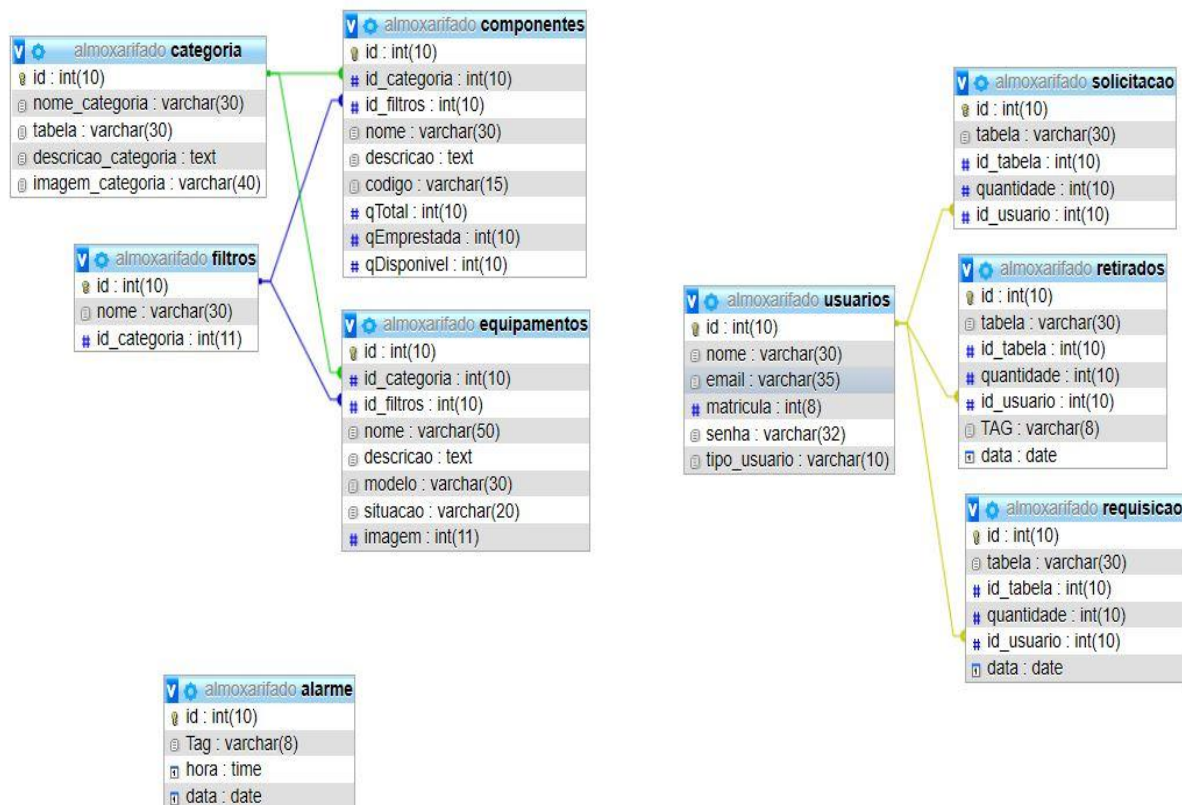 almoxarifado categoria
id : int(10)
nome_categoria : varchar(30)
tabela : varchar(30)
descricao_categoria : text
imagem_categoria : varchar(40)
almoxarifado componentes
id : int(10)
id_categoria : int(10)
id_filtros : int(10)
nome : varchar(30)
descricao : text
codigo : varchar(15)
qTotal : int(10)
qEmprestada : int(10)
qDisponivel : int(10)
almoxarifado filtros
id : int(10)
nome : varchar(30)
id_categoria : int(11)
almoxarifado equipamentos
id : int(10)
id_categoria : int(10)
id_filtros : int(10)
nome : varchar(50)
descricao : text
modelo : varchar(30)
situacao : varchar(20)
imagem : int(11)
almoxarifado alarme
id : int(10)
Tag : varchar(8)
hora : time
data : date
almoxarifado usuarios
id : int(10)
nome : varchar(30)
email : varchar(35)
matricula : int(8)
senha : varchar(32)
tipo_usuario : varchar(10)
almoxarifado solicitacao
id : int(10)
tabela : varchar(30)
id_tabela : int(10)
quantidade : int(10)
id_usuario : int(10)
almoxarifado retirados
id : int(10)
tabela : varchar(30)
id_tabela : int(10)
quantidade : int(10)
id_usuario : int(10)
TAG : varchar(8)
data : date
almoxarifado requisicao
id : int(10)
tabela : varchar(30)
id_tabela : int(10)
quantidade : int(10)
id_usuario : int(10)
data : date